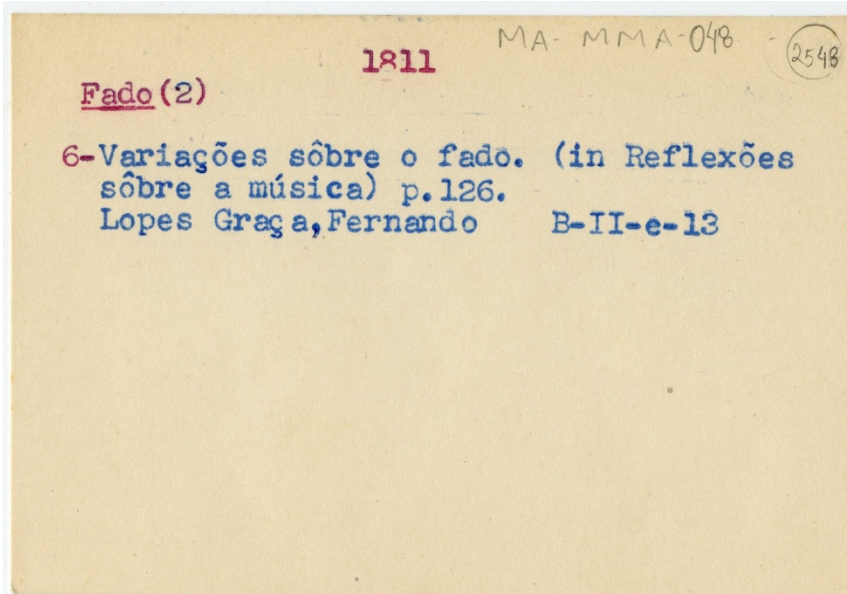 MA-MMA-048
2548
1811
Fado(2)
6-Variações sôbre o fado. (in Reflexões
sôbre a música) p.126.
Lopes Graça,Fernando B-II-e-13